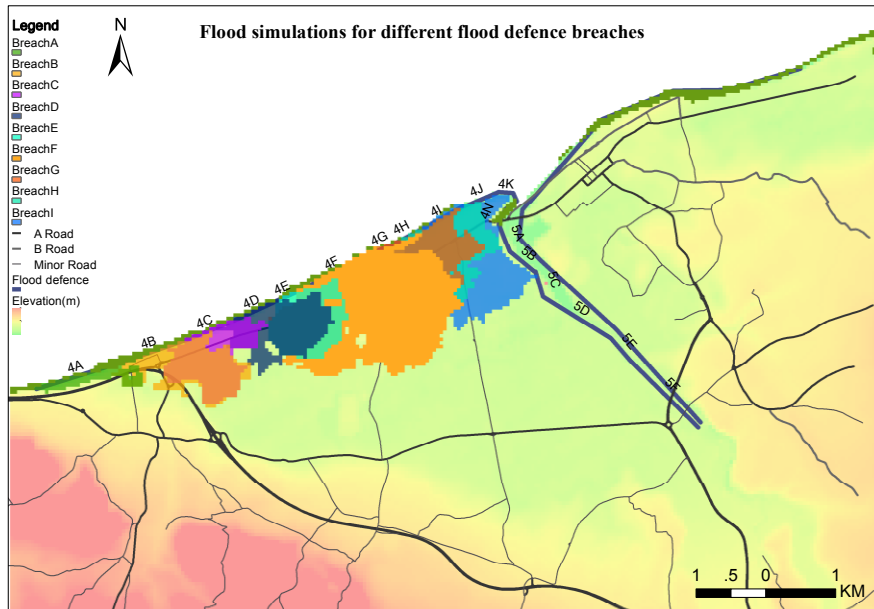 Flood simulations for different flood defence breaches
Legend
BreachA
BreachB
BreachC
BreachD
BreachE
BreachF
BreachG
BreachH
BreachI
A Road
B Road
Minor Road
Flood defence
Elevation(m)
N
4A
4B
4C
4D
4E
4F
4G
4H
4I
4J
4K
4N
5A
5B
5C
5D
5E
5F
1 .5 0 1
KM